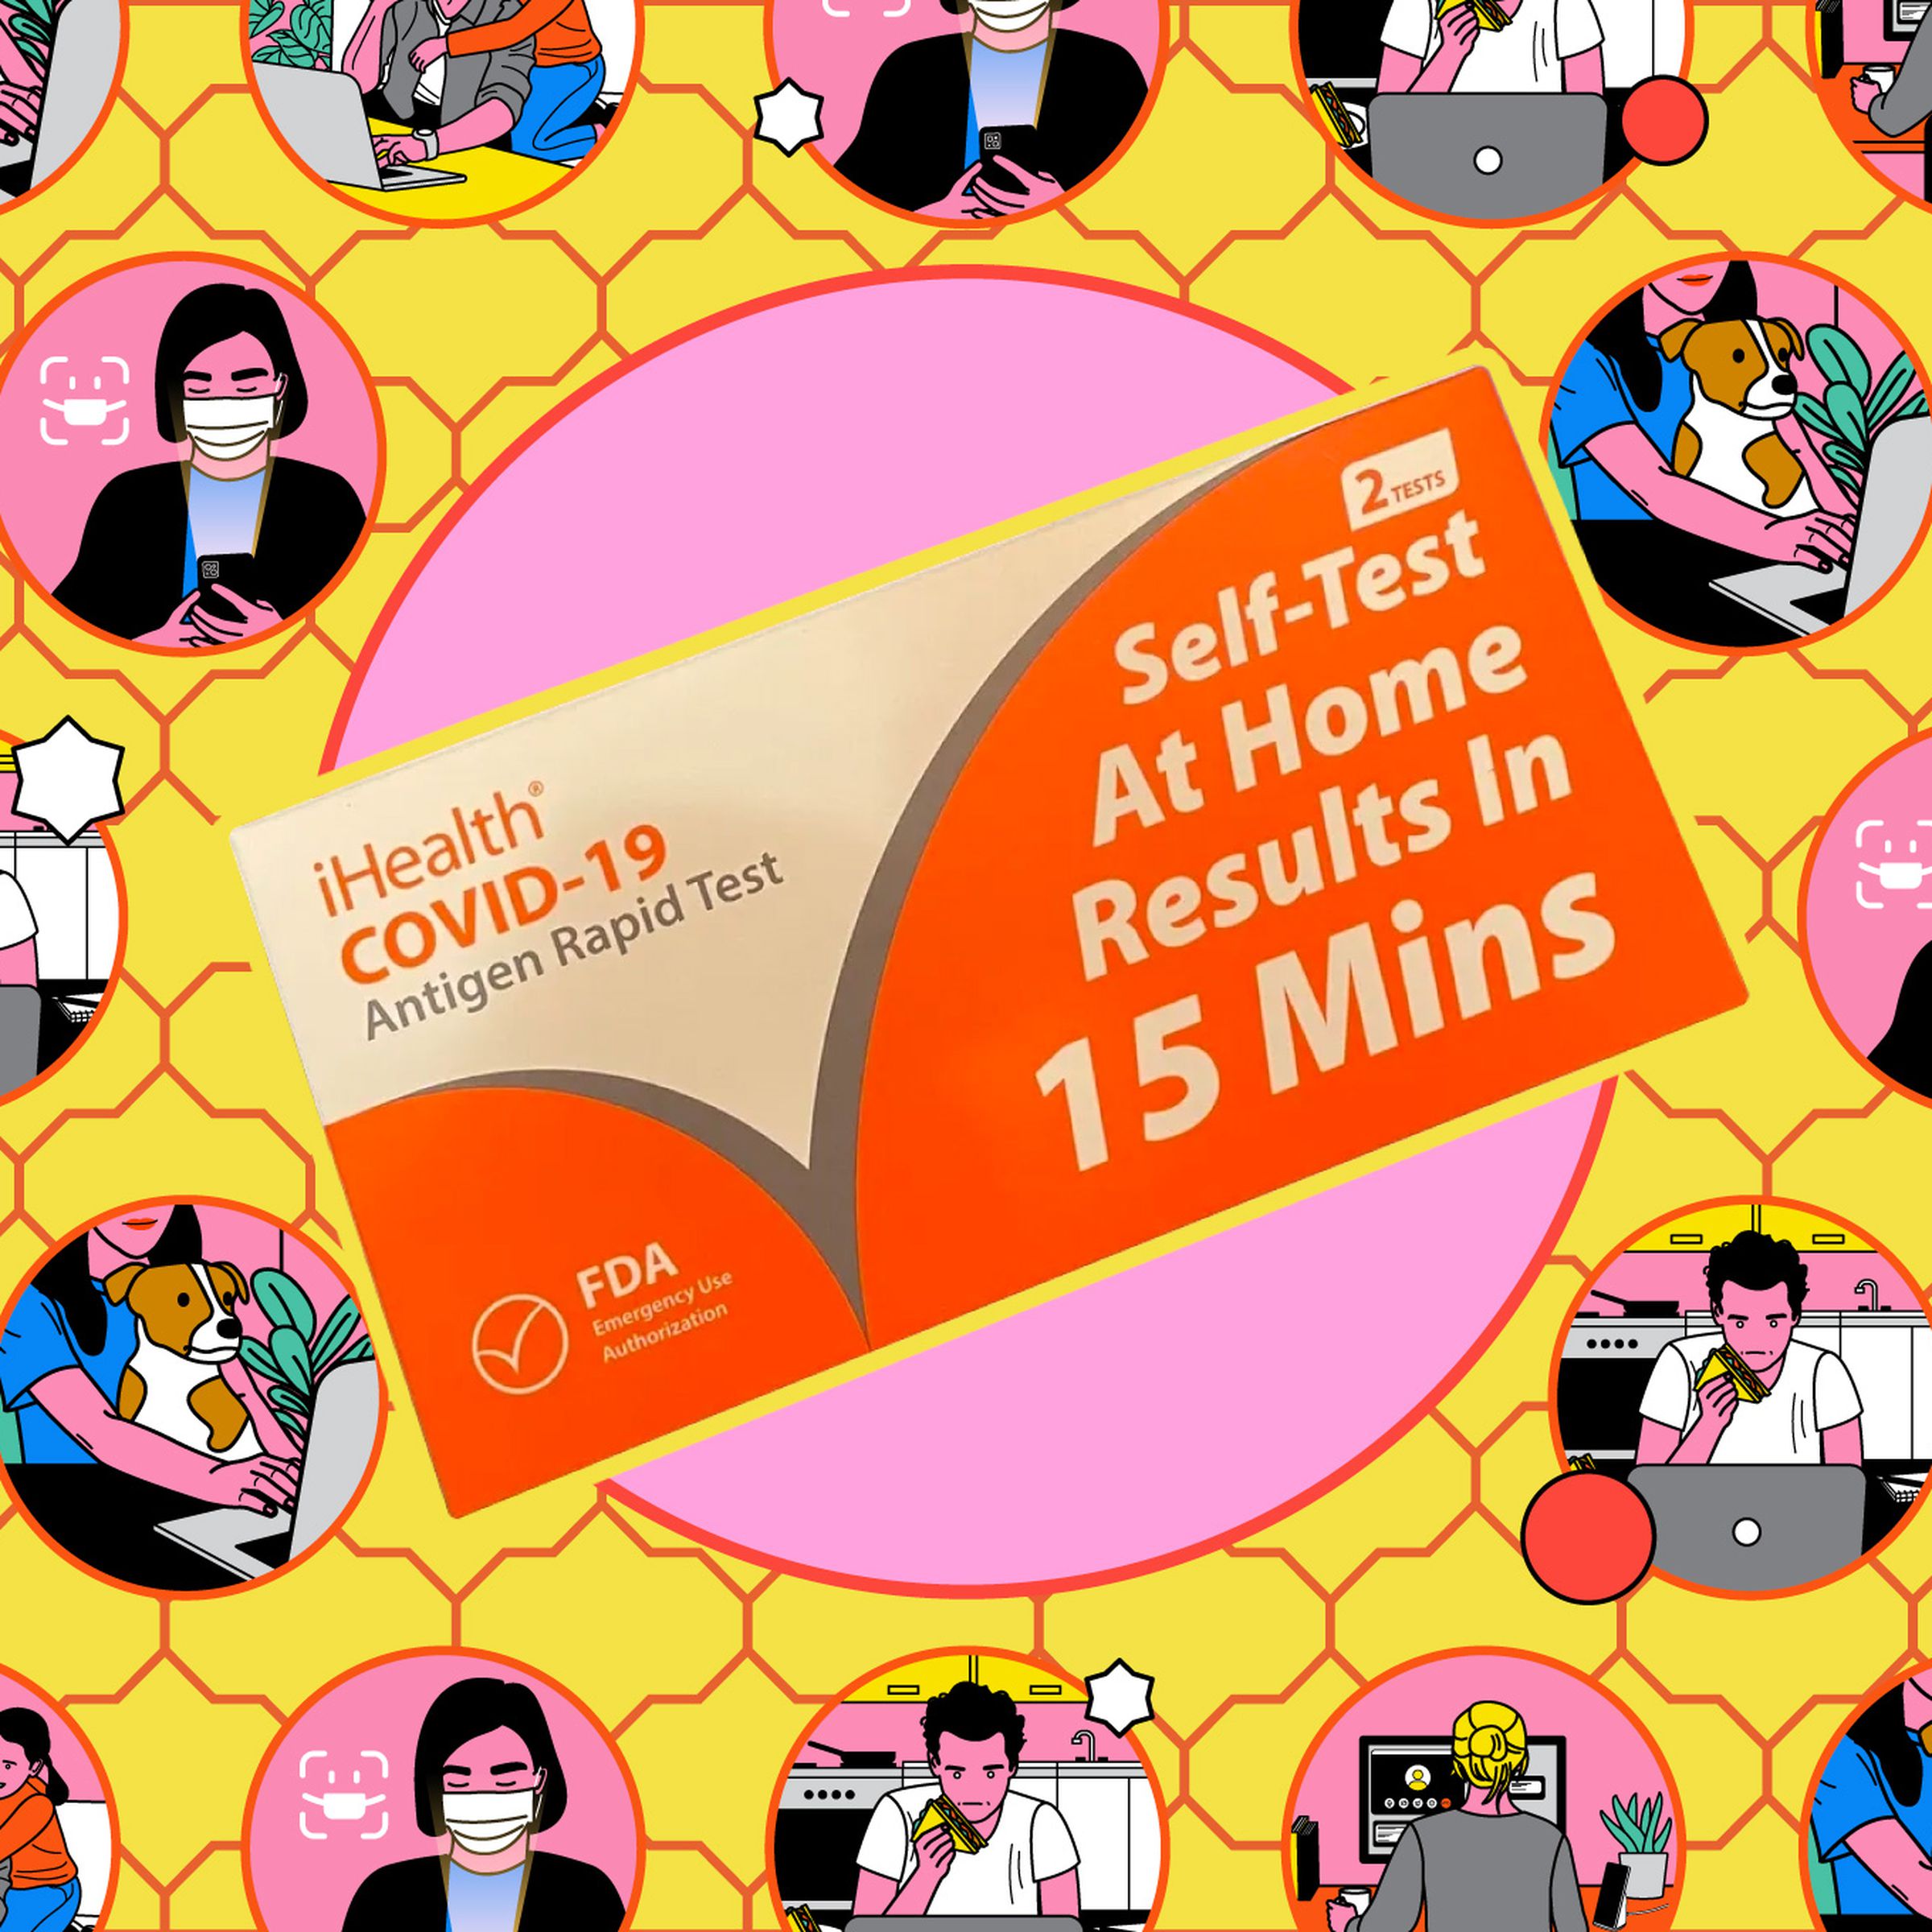 2 TESTS
Self-Test
At Home
Results In
15 Mins
iHealth®
COVID-19
Antigen Rapid Test
FDA
Emergency Use
Authorization